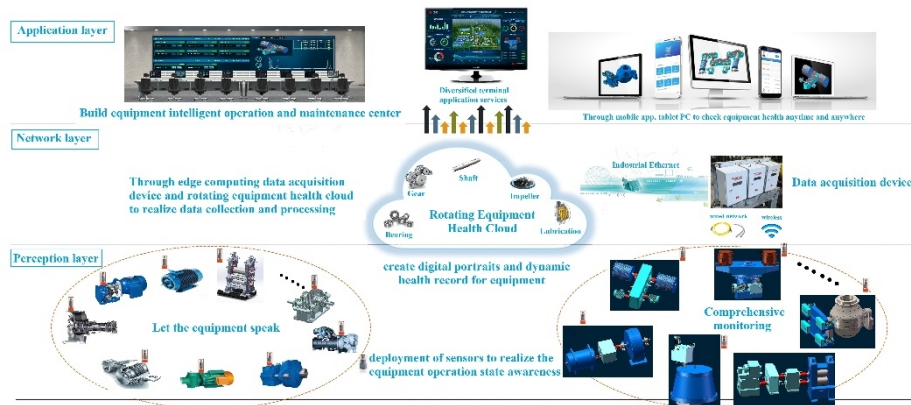 Application layer
Build equipment intelligent operation and maintenance center
Diversified terminal
application services
Through mobile app. tablet PC to check equipment health anytime and anywhere
Network layer
Through edge computing data acquisition
device and rotating equipment health cloud
to realize data collection and processing
Gear
Shaft
Impeller
Bearing
Rotating Equipment
Health Cloud
Lubrication
Industrial Ethernet
Data acquisition device
wired network
wireless
Perception layer
create digital portraits and dynamic
health record for equipment
Let the equipment speak
Comprehensive
monitoring
deployment of sensors to realize the
equipment operation state awareness